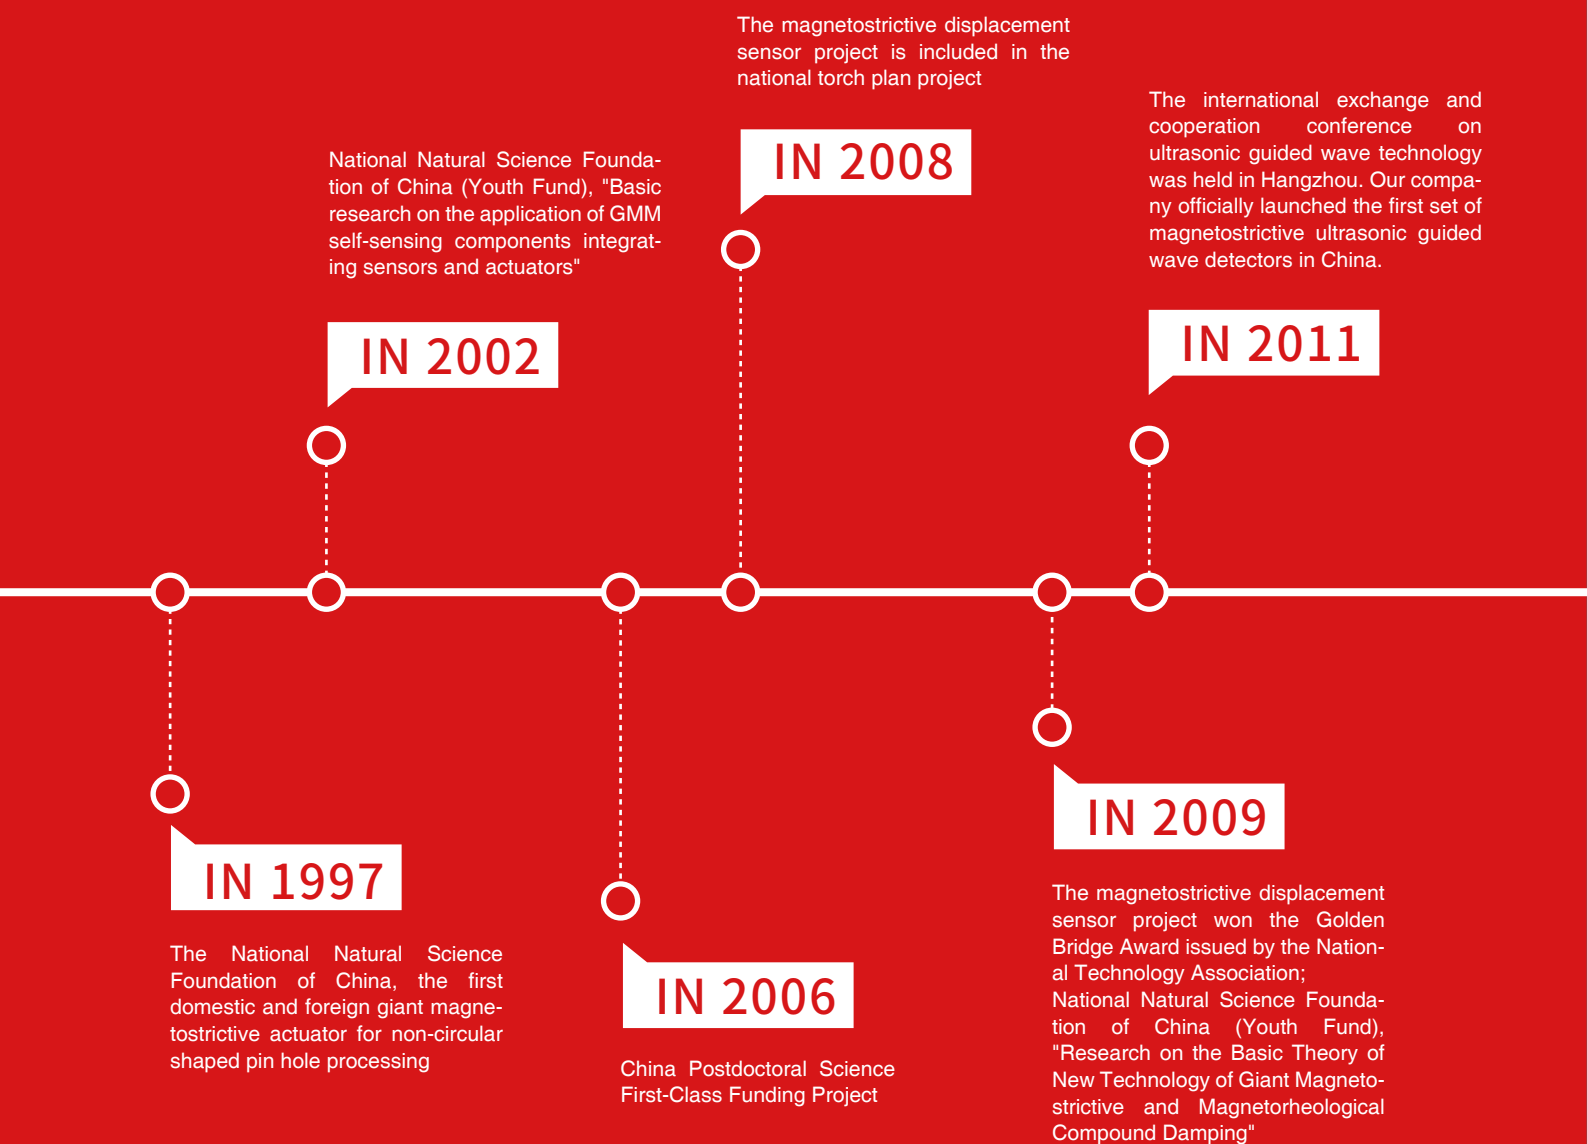 The magnetostrictive displacement
sensor project is included in the
national torch plan project
IN 2008
The international exchange and
cooperation conference on
ultrasonic guided wave technology
was held in Hangzhou. Our compa-
ny officially launched the first set of
magnetostrictive ultrasonic guided
wave detectors in China.
IN 2011
National Natural Science Founda-
tion of China (Youth Fund), "Basic
research on the application of GMM
self-sensing components integrat-
ing sensors and actuators"
IN 2002
IN 1997
The National Natural Science
Foundation of China, the first
domestic and foreign giant magne-
tostrictive actuator for non-circular
shaped pin hole processing
IN 2006
China Postdoctoral Science
First-Class Funding Project
IN 2009
The magnetostrictive displacement
sensor project won the Golden
Bridge Award issued by the Nation-
al Technology Association;
National Natural Science Founda-
tion of China (Youth Fund),
"Research on the Basic Theory of
New Technology of Giant Magneto-
strictive and Magnetorheological
Compound Damping"